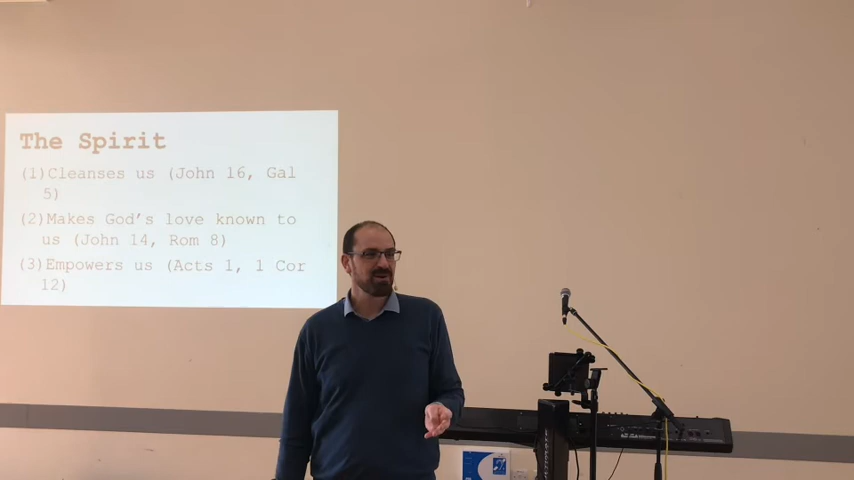 The Spirit
(1)Cleanses us (John 16, Gal
5)
(2)Makes God's love known to
us (John 14, Rom 8)
(3)Empowers us (Acts 1, 1 Cor
12)